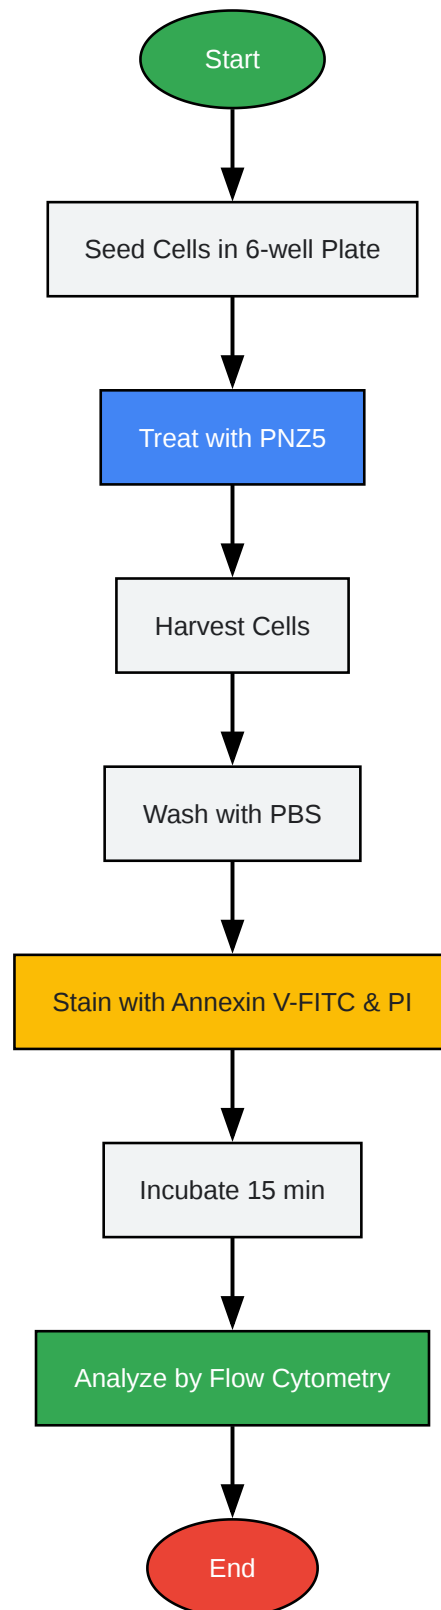 Start
Seed Cells in 6-well Plate
Treat with PNZ5
Harvest Cells
Wash with PBS
Stain with Annexin V-FITC & PI
Incubate 15 min
Analyze by Flow Cytometry
End